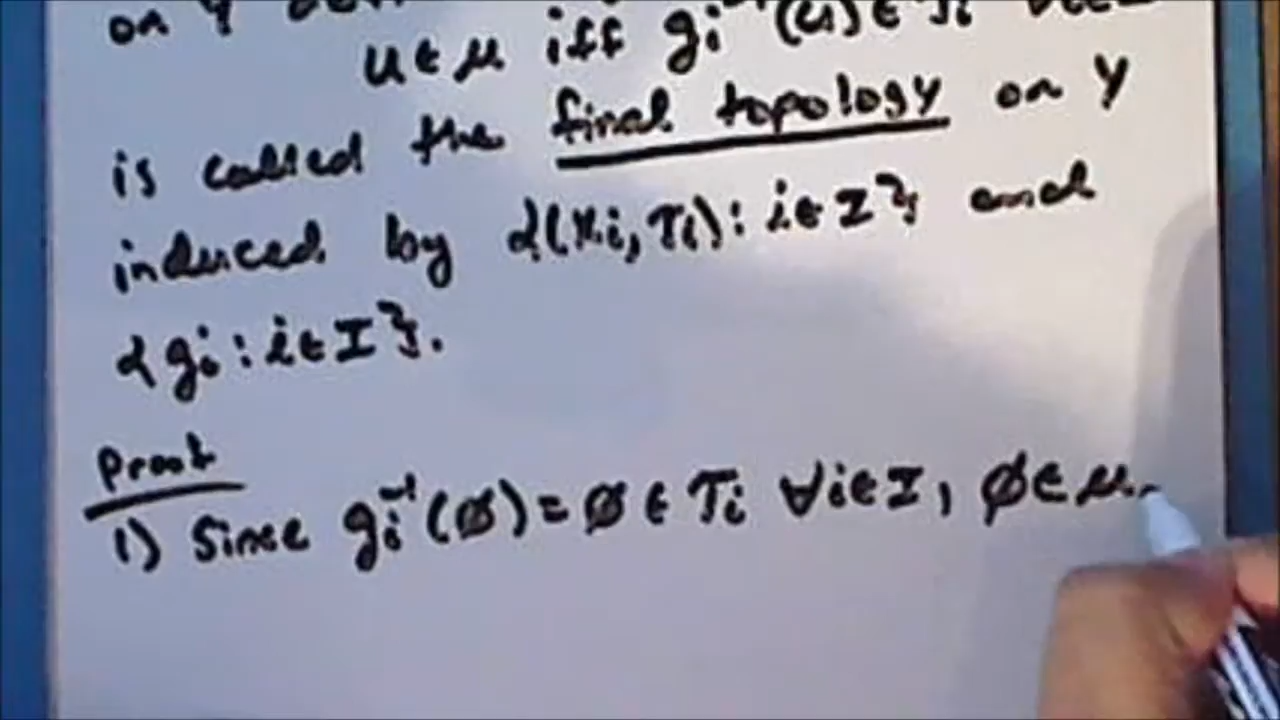 on Y
u ∈ μ iff gi⁻¹(u) ∈ Ti
is called the final topology on Y
induced by {(Xi, Ti): i ∈ I} and
{gi : i ∈ I}.
Proof
1) Since gi⁻¹(∅) = ∅ ∈ Ti ∀i ∈ I, ∅ ∈ μ.